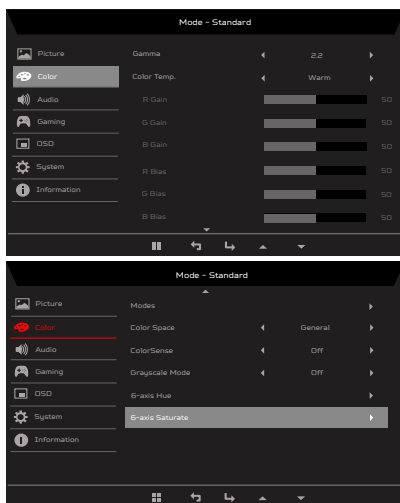 Mode - Standard
Picture
Gamma 2.2
Color
Color Temp. Warm
Audio
R Gain 50
Gaming
G Gain 50
OSD
B Gain 50
System
R Bias 50
Information
G Bias 50
B Bias 50
Mode - Standard
Picture
Modes
Color
Color Space General
Audio
ColorSense Off
Gaming
Grayscale Mode Off
OSD
6-axis Hue
System
6-axis Saturate
Information